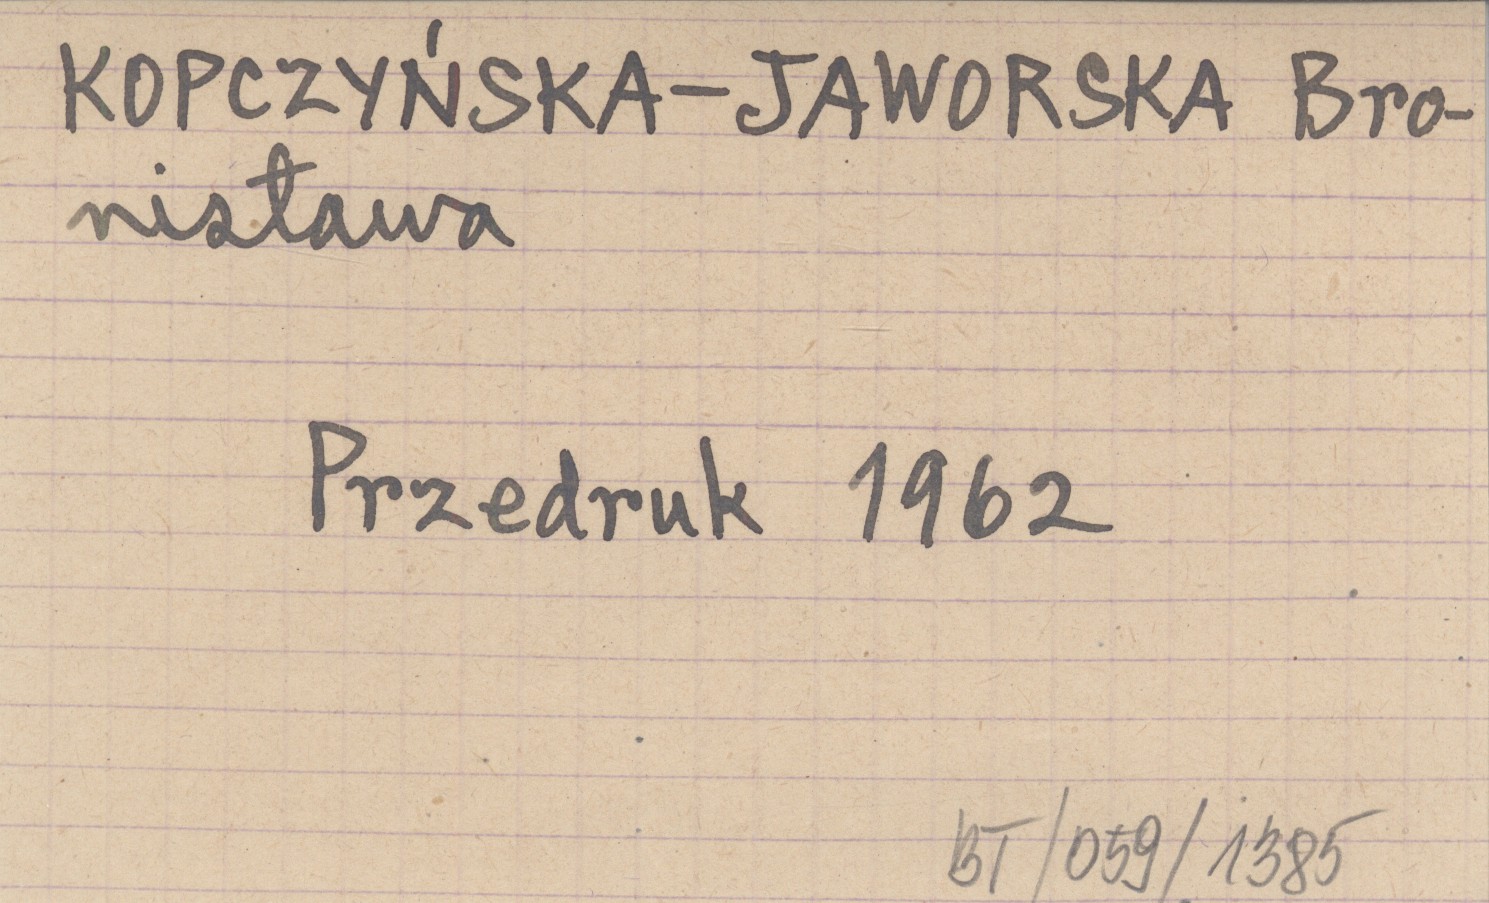 KOPCZYŃSKA-JAWORSKA Bro-
nisława
Przedruk 1962
BT/059/1385